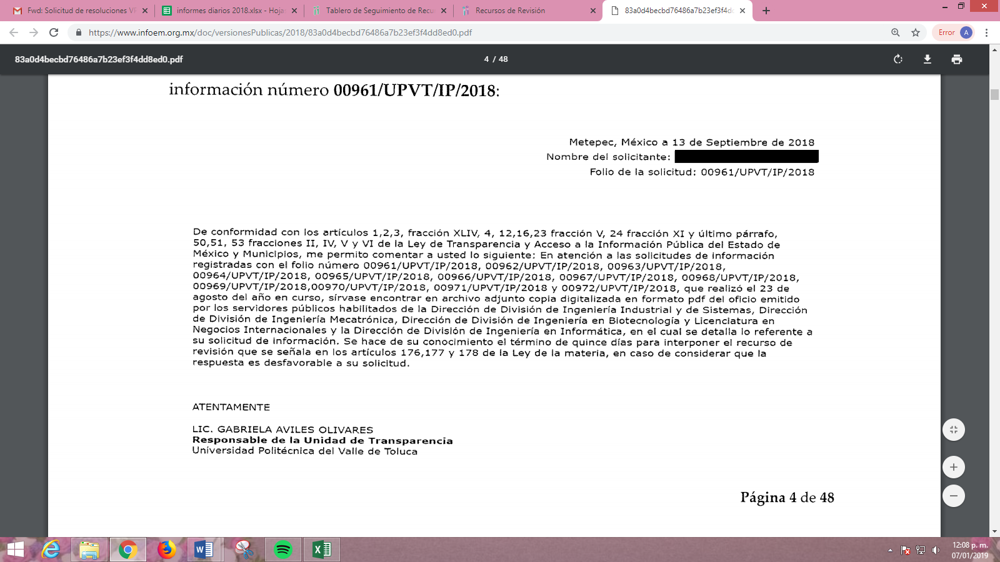 Fwd: Solicitud de resoluciones VP
informes diarios 2018.xlsx - Hoja
Tablero de Seguimiento de Recu
Recursos de Revisión
83a0d4becbd76486a7b23ef3f4dd
https://www.infoem.org.mx/doc/versionesPublicas/2018/83a0d4becbd76486a7b23ef3f4dd8ed0.pdf
Error A
83a0d4becbd76486a7b23ef3f4dd8ed0.pdf
4 / 48
información número 00961/UPVT/IP/2018:
Metepec, México a 13 de Septiembre de 2018
Nombre del solicitante:
Folio de la solicitud: 00961/UPVT/IP/2018
De conformidad con los artículos 1,2,3, fracción XLIV, 4, 12,16,23 fracción V, 24 fracción XI y último párrafo,
50,51, 53 fracciones II, IV, V y VI de la Ley de Transparencia y Acceso a la Información Pública del Estado de
México y Municipios, me permito comentar a usted lo siguiente: En atención a las solicitudes de información
registradas con el folio número 00961/UPVT/IP/2018, 00962/UPVT/IP/2018, 00963/UPVT/IP/2018,
00964/UPVT/IP/2018, 00965/UPVT/IP/2018, 00966/UPVT/IP/2018, 00967/UPVT/IP/2018, 00968/UPVT/IP/2018,
00969/UPVT/IP/2018,00970/UPVT/IP/2018, 00971/UPVT/IP/2018 y 00972/UPVT/IP/2018, que realizó el 23 de
agosto del año en curso, sírvase encontrar en archivo adjunto copia digitalizada en formato pdf del oficio emitido
por los servidores públicos habilitados de la Dirección de División de Ingeniería Industrial y de Sistemas, Dirección
de División de Ingeniería Mecatrónica, Dirección de División de Ingeniería en Biotecnología y Licenciatura en
Negocios Internacionales y la Dirección de División de Ingeniería en Informática, en el cual se detalla lo referente a
su solicitud de información. Se hace de su conocimiento el término de quince días para interponer el recurso de
revisión que se señala en los artículos 176,177 y 178 de la Ley de la materia, en caso de considerar que la
respuesta es desfavorable a su solicitud.
ATENTAMENTE
LIC. GABRIELA AVILES OLIVARES
Responsable de la Unidad de Transparencia
Universidad Politécnica del Valle de Toluca
Página 4 de 48
12:08 p. m.
07/01/2019